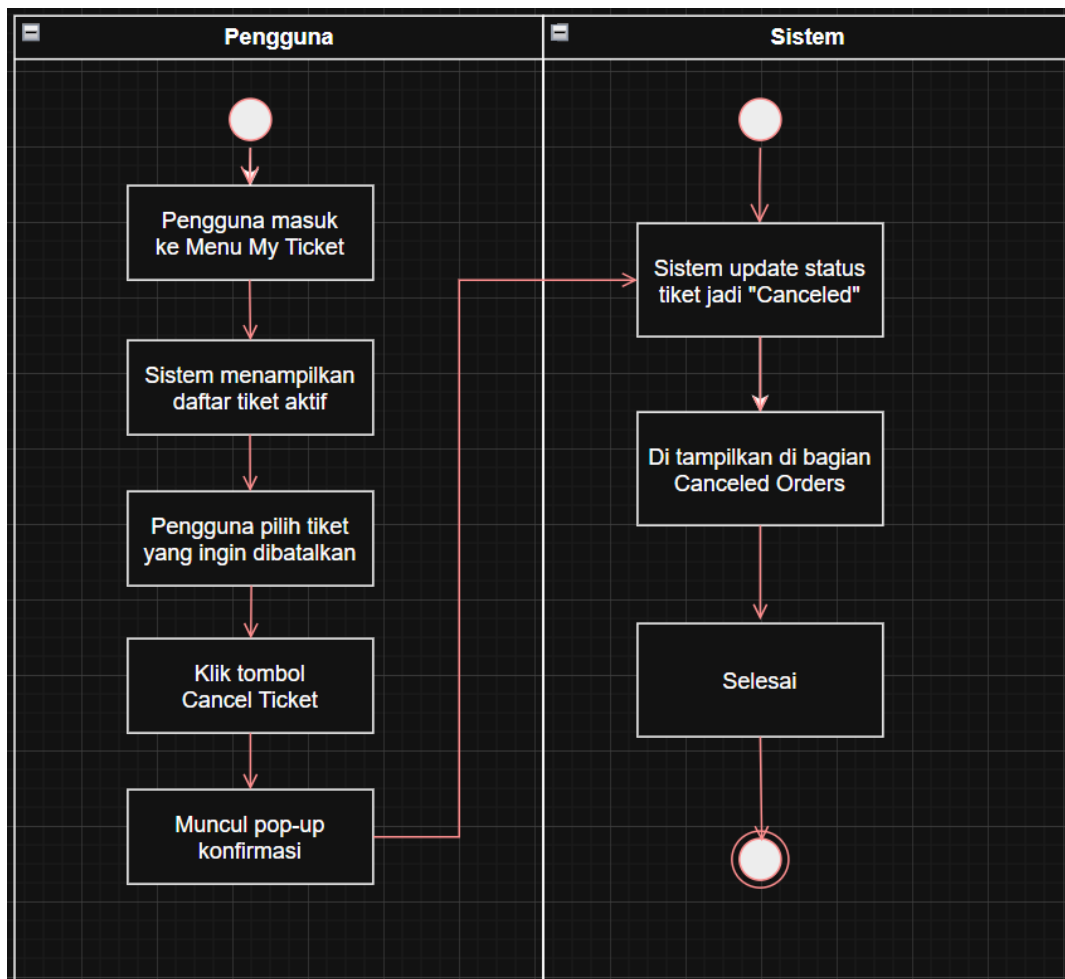 Pengguna
Pengguna masuk
ke Menu My Ticket
Sistem menampilkan
daftar tiket aktif
Pengguna pilih tiket
yang ingin dibatalkan
Klik tombol
Cancel Ticket
Muncul pop-up
konfirmasi
Sistem
Sistem update status
tiket jadi "Canceled"
Di tampilkan di bagian
Canceled Orders
Selesai